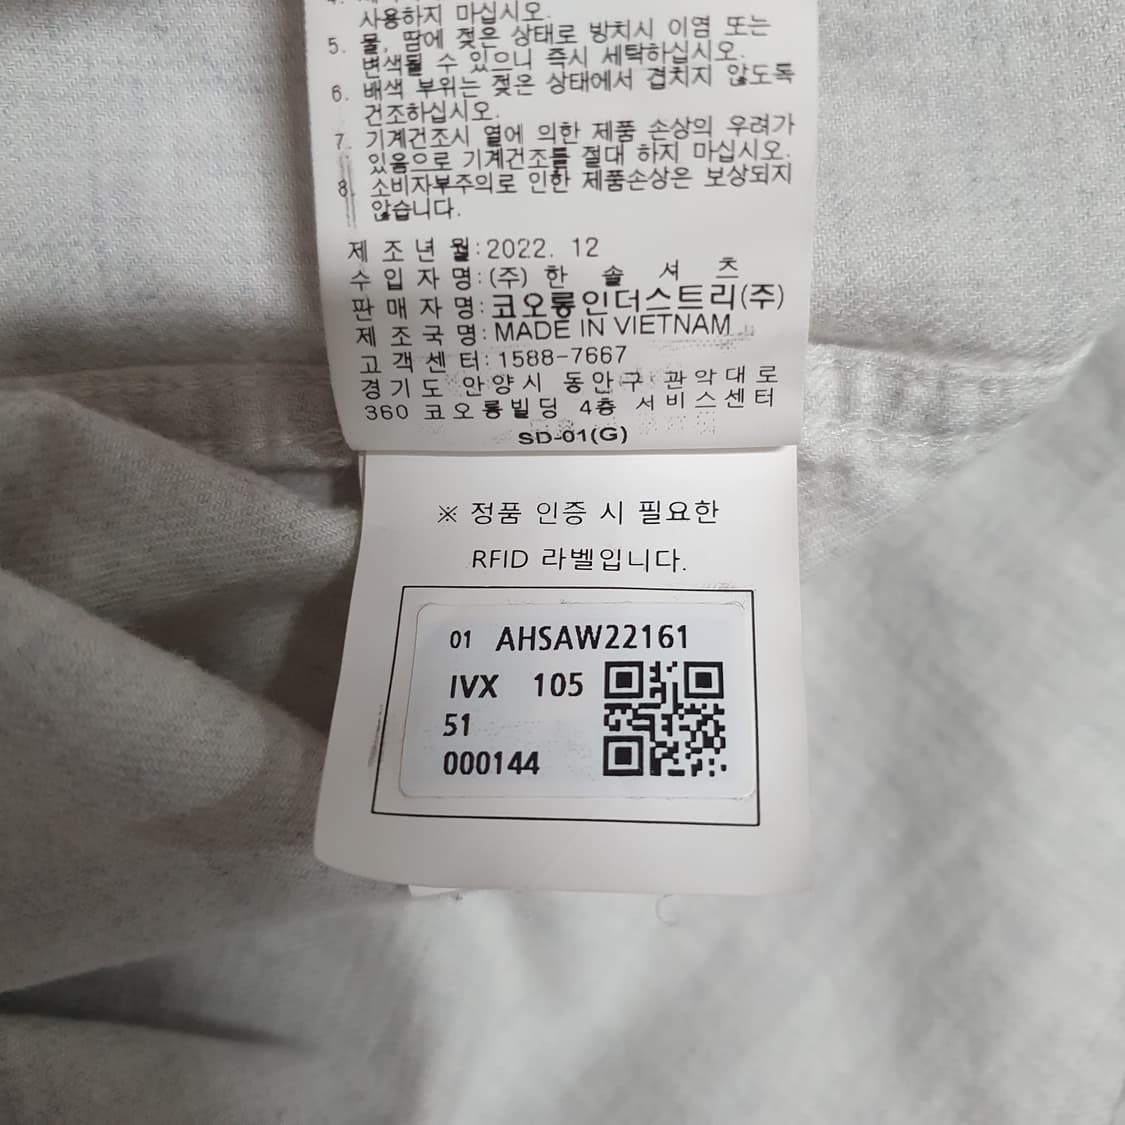 사용하지 마십시오.
5. 물, 땀에 젖은 상태로 방치시 이염 또는
변색될 수 있으니 즉시 세탁하십시오.
6. 배색 부위는 젖은 상태에서 겹치지 않도록
건조하십시오.
7. 기계건조시 열에 의한 제품 손상의 우려가
있음으로 기계건조를 절대 하지 마십시오.
8. 소비자부주의로 인한 제품손상은 보상되지
않습니다.
제 조 년 월:2022. 12
수 입 자 명:(주) 한 솔 셔 츠
판 매 자 명:코오롱인더스트리(주)
제 조 국 명:MADE IN VIETNAM
고 객 센 터:1588-7667
경기도 안양시 동안구 관악대로
360 코오롱빌딩 4층 서비스센터
SD-01(G)
※ 정품 인증 시 필요한
RFID 라벨입니다.
01 AHSAW22161
IVX 105
51
000144